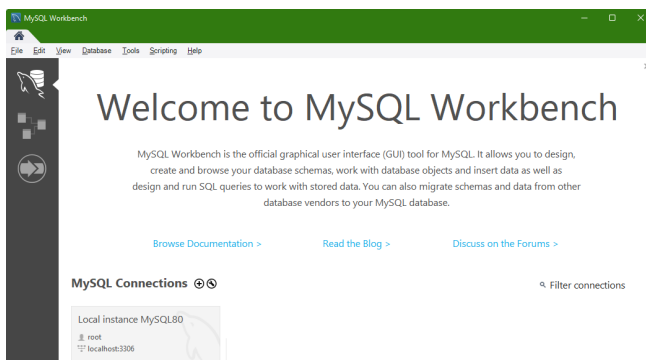 MySQL Workbench
File Edit View Database Tools Scripting Help
Welcome to MySQL Workbench
MySQL Workbench is the official graphical user interface (GUI) tool for MySQL. It allows you to design,
create and browse your database schemas, work with database objects and insert data as well as
design and run SQL queries to work with stored data. You can also migrate schemas and data from other
database vendors to your MySQL database.
Browse Documentation > Read the Blog > Discuss on the Forums >
MySQL Connections Filter connections
Local instance MySQL80
root
localhost:3306